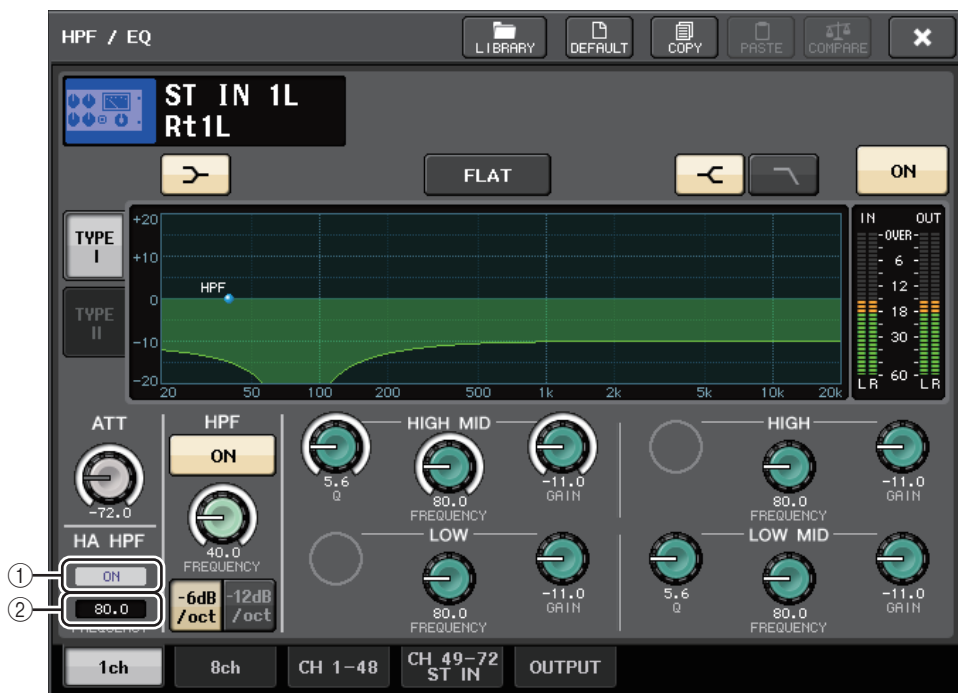 HPF / EQ
LIBRARY
DEFAULT
COPY
PASTE
COMPARE
ST IN 1L
Rt1L
FLAT
ON
TYPE
I
TYPE
II
+20
+10
0
-10
-20
HPF
20 50 100 200 500 1k 2k 5k 10k 20k
IN OUT
OVER
6
12
18
30
60
L R L R
ATT
-72.0
HA HPF
① ON
② 80.0
FREQUENCY
HPF
ON
40.0
FREQUENCY
-6dB
/oct
-12dB
/oct
HIGH MID
5.6
Q
80.0
FREQUENCY
-11.0
GAIN
HIGH
80.0
FREQUENCY
-11.0
GAIN
LOW
80.0
FREQUENCY
-11.0
GAIN
LOW MID
5.6
Q
80.0
FREQUENCY
-11.0
GAIN
1ch
8ch
CH 1-48
CH 49-72
ST IN
OUTPUT